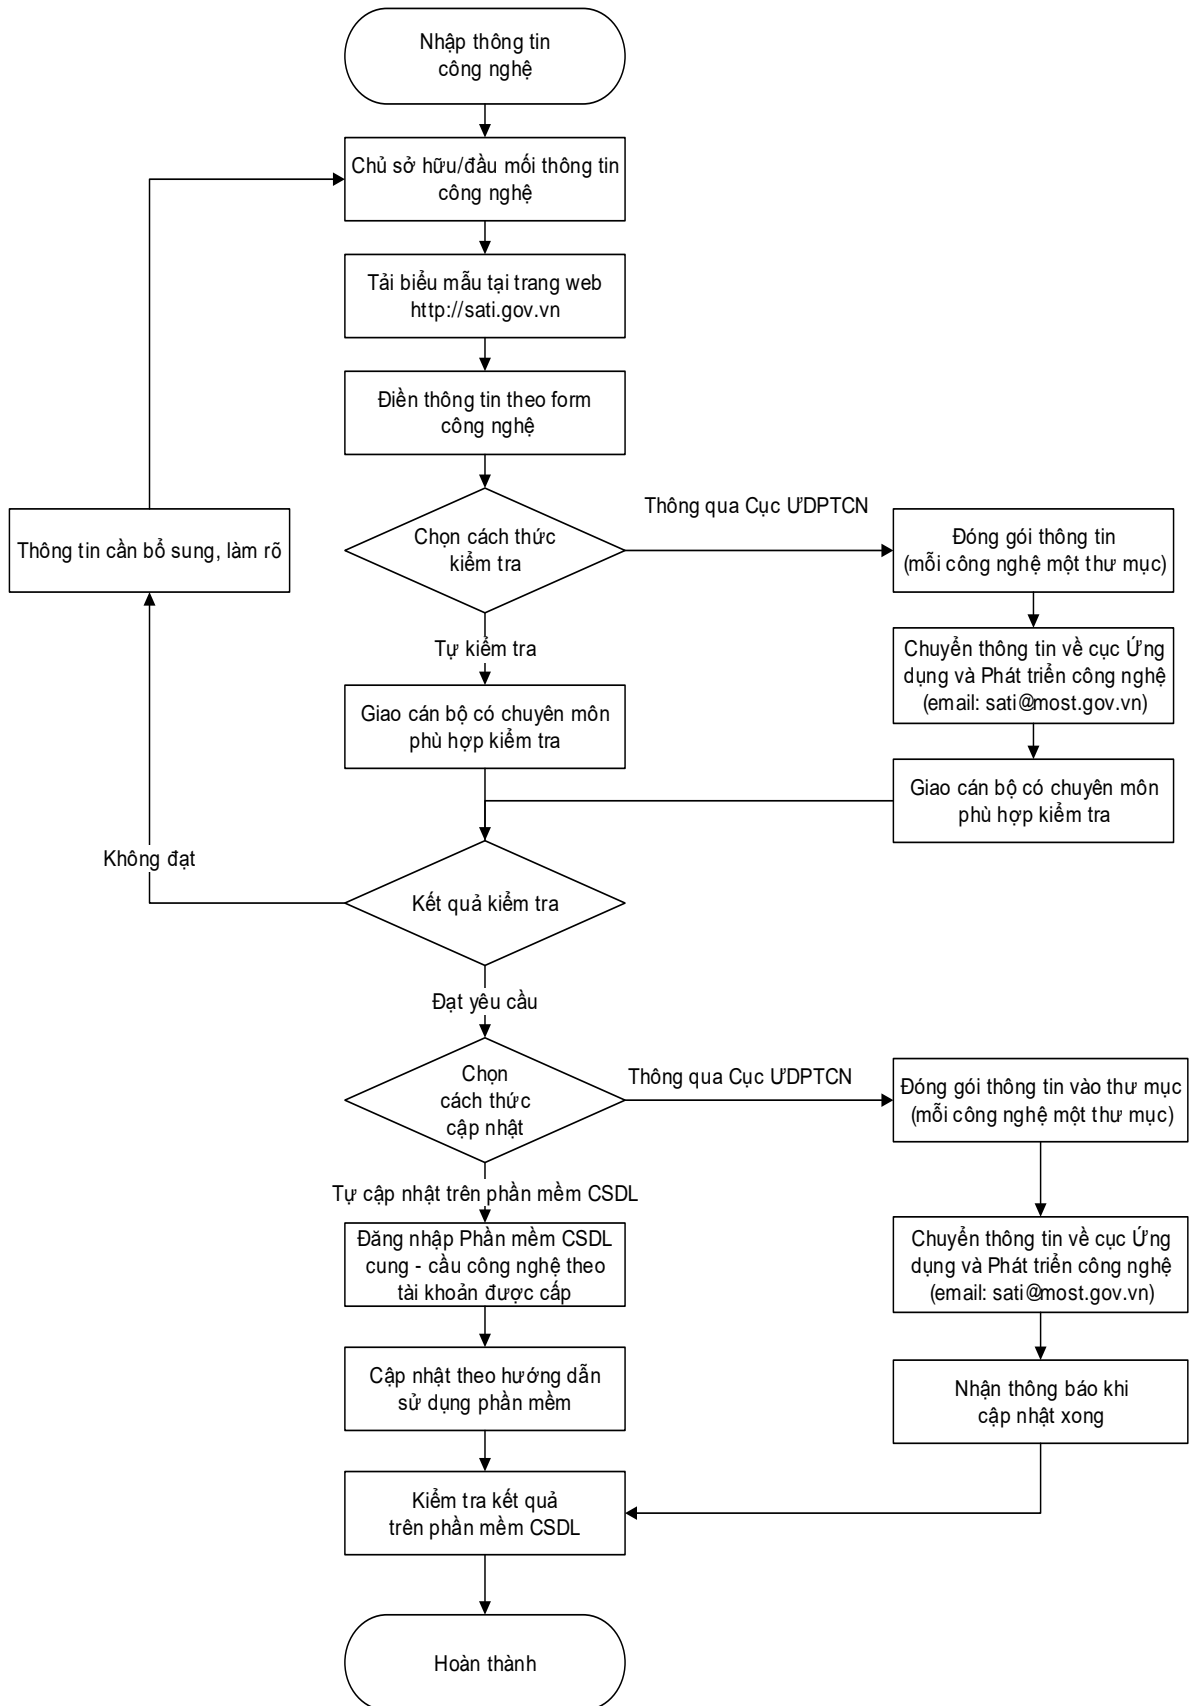 Nhập thông tin
công nghệ
Chủ sở hữu/đầu mối thông tin
công nghệ
Tải biểu mẫu tại trang web
http://sati.gov.vn
Điền thông tin theo form
công nghệ
Thông qua Cục ƯDPTCN
Chọn cách thức
kiểm tra
Đóng gói thông tin
(mỗi công nghệ một thư mục)
Thông tin cần bổ sung, làm rõ
Tự kiểm tra
Chuyển thông tin về cục Ứng
dụng và Phát triển công nghệ
(email: sati@most.gov.vn)
Giao cán bộ có chuyên môn
phù hợp kiểm tra
Giao cán bộ có chuyên môn
phù hợp kiểm tra
Không đạt
Kết quả kiểm tra
Đạt yêu cầu
Chọn
cách thức
cập nhật
Thông qua Cục ƯDPTCN
Đóng gói thông tin vào thư mục
(mỗi công nghệ một thư mục)
Tự cập nhật trên phần mềm CSDL
Đăng nhập Phần mềm CSDL
cung - cầu công nghệ theo
tài khoản được cấp
Chuyển thông tin về cục Ứng
dụng và Phát triển công nghệ
(email: sati@most.gov.vn)
Cập nhật theo hướng dẫn
sử dụng phần mềm
Nhận thông báo khi
cập nhật xong
Kiểm tra kết quả
trên phần mềm CSDL
Hoàn thành